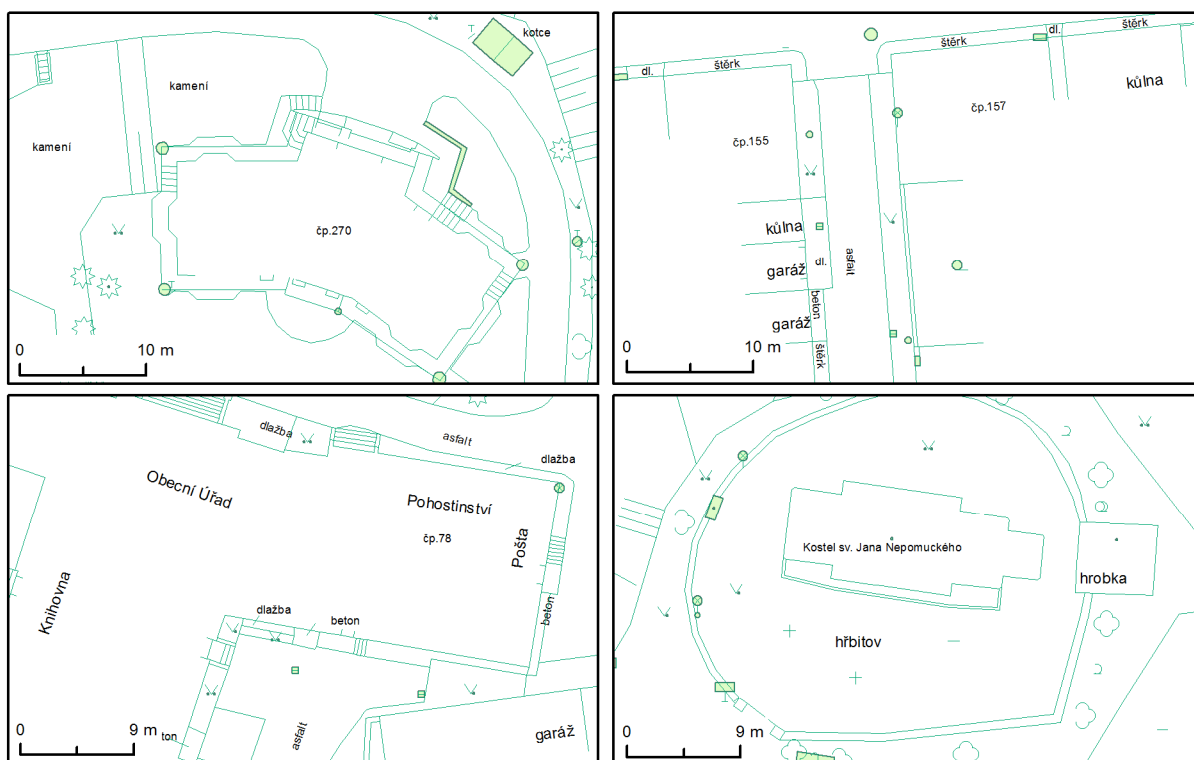 kotce
kamení
kamení
čp.270
0 10 m
dl.
štěrk
štěrk
dl.
kůlna
čp.157
čp.155
kůlna
asfalt
garáž
dl.
beton
garáž
štěrk
0 10 m
dlažba
asfalt
dlažba
Obecní Úřad
Pohostinství
čp.78
Pošta
Knihovna
dlažba
beton
beton
asfalt
garáž
0 9 m
ton
Kostel sv. Jana Nepomuckého
hrobka
hřbitov
0 9 m